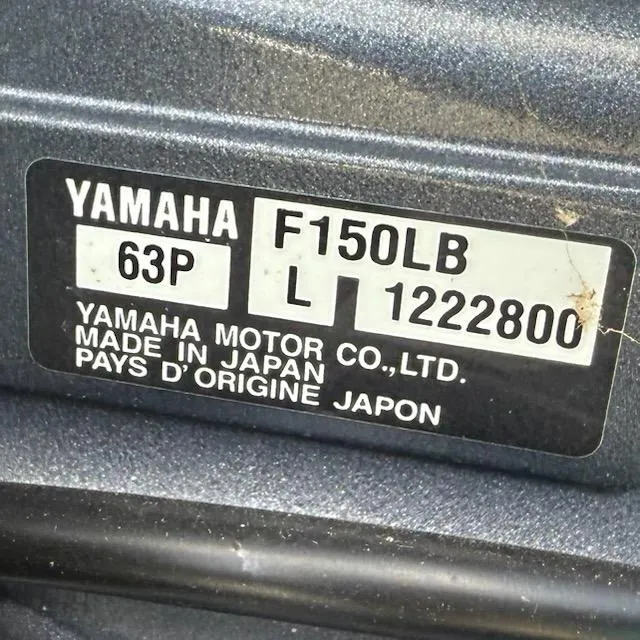 YAMAHA
F150LB
63P
L 1222800
YAMAHA MOTOR CO.,LTD.
MADE IN JAPAN
PAYS D'ORIGINE JAPON